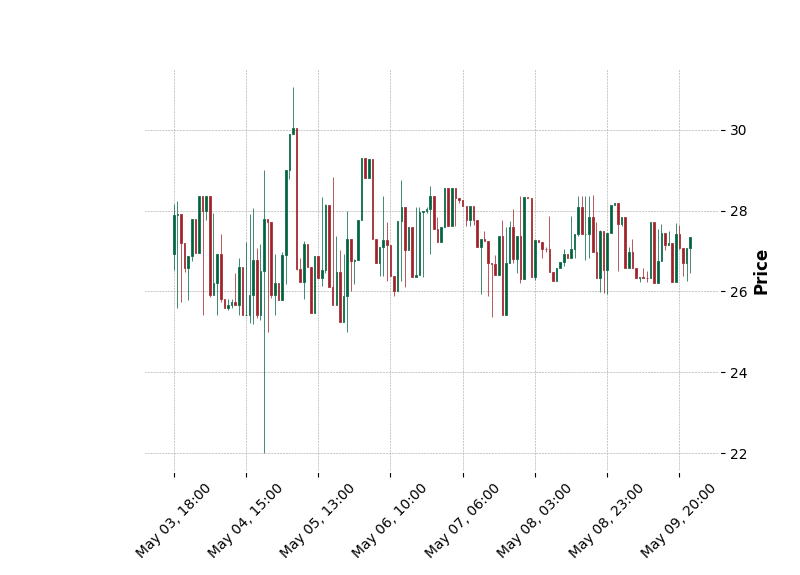 30
28
26
24
22
Price
May 03, 18:00
May 04, 15:00
May 05, 13:00
May 06, 10:00
May 07, 06:00
May 08, 03:00
May 08, 23:00
May 09, 20:00